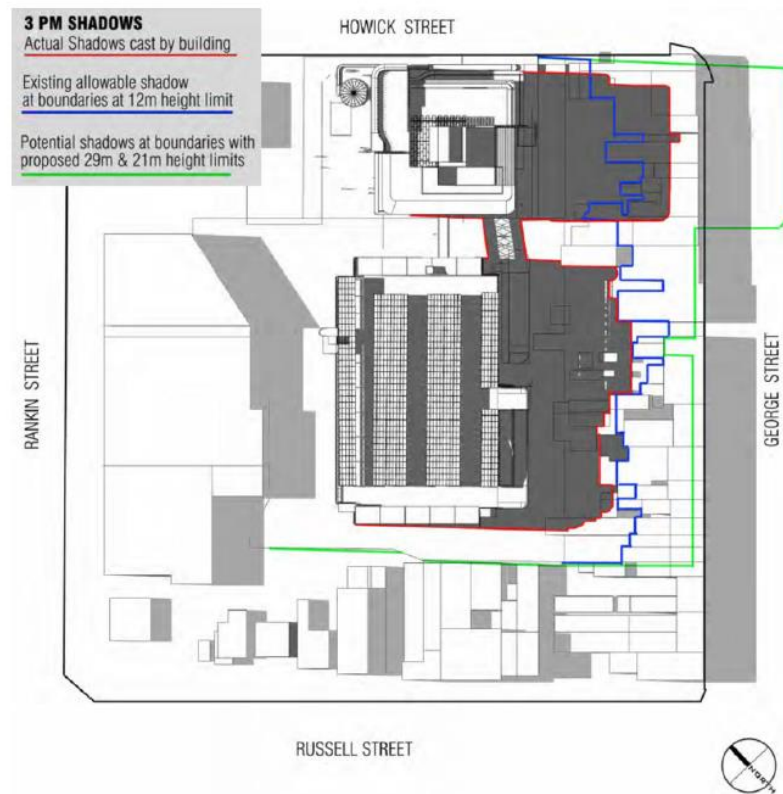 3 PM SHADOWS
Actual Shadows cast by building
Existing allowable shadow
at boundaries at 12m height limit
Potential shadows at boundaries with
proposed 29m & 21m height limits
HOWICK STREET
RANKIN STREET
GEORGE STREET
RUSSELL STREET
NORTH